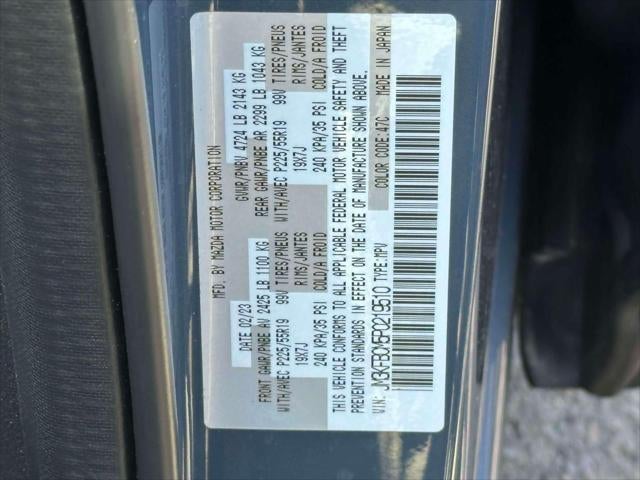 MFD. BY MAZDA MOTOR CORPORATION
DATE 02/23 GVWR/PNBV 4724 LB 2143 KG
FRONT GAWR/PNBE AV 2425 LB 1100 KG REAR GAWR/PNBE AR 2299 LB 1043 KG
WITH/AVEC P225/55R19 99V TIRES/PNEUS WITH/AVEC P225/55R19 99V TIRES/PNEUS
19X7J RIMS/JANTES 19X7J RIMS/JANTES
240 KPA/35 PSI COLD/A FROID 240 KPA/35 PSI COLD/A FROID
THIS VEHICLE CONFORMS TO ALL APPLICABLE FEDERAL MOTOR VEHICLE SAFETY AND THEFT
PREVENTION STANDARDS IN EFFECT ON THE DATE OF MANUFACTURE SHOWN ABOVE.
VIN: JM3KFBCM5P0219510 TYPE:MPV COLOR CODE:47C MADE IN JAPAN